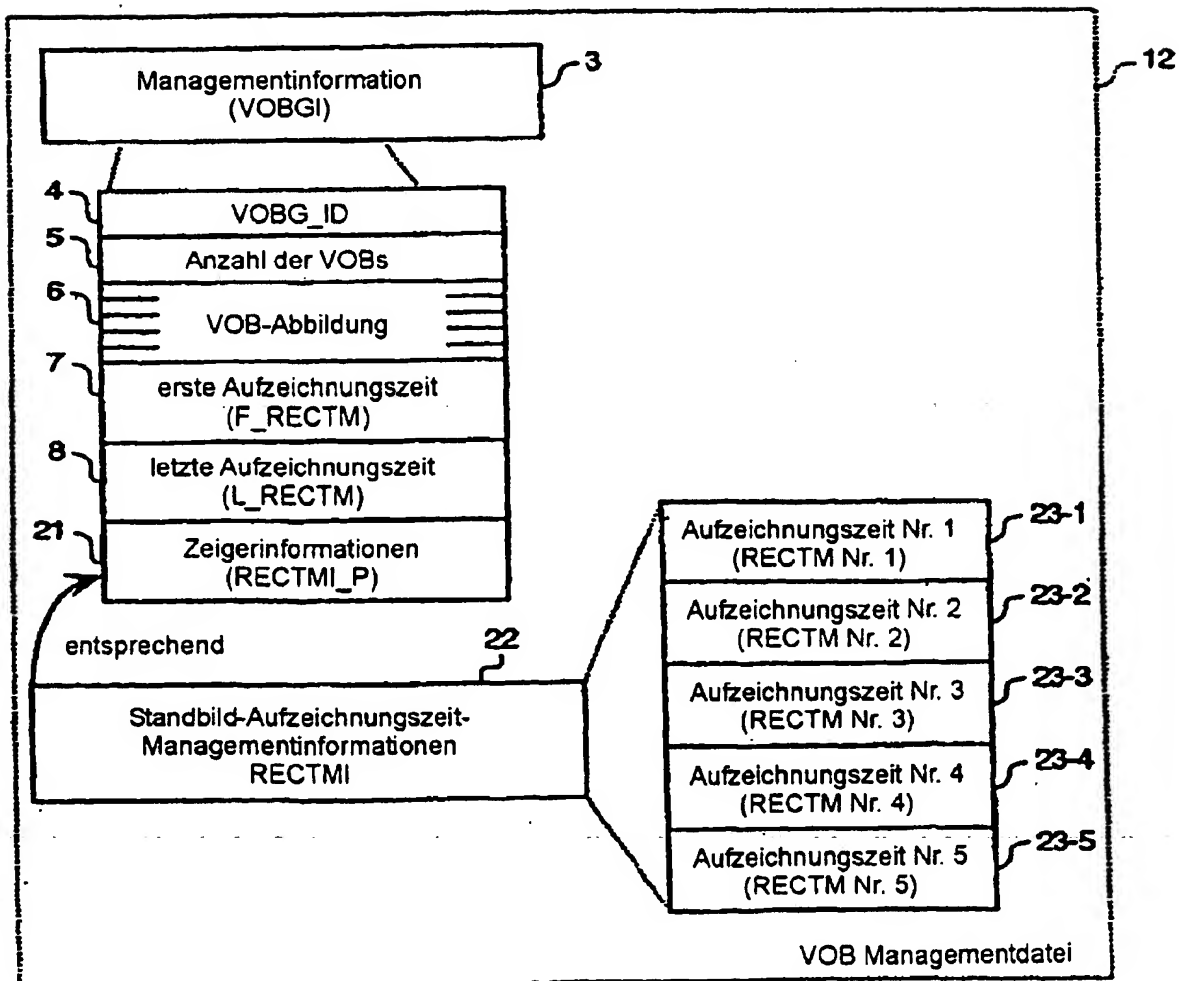 Managementinformation
(VOBGI)
3
12
4
VOBG_ID
5
Anzahl der VOBs
6
VOB-Abbildung
7
erste Aufzeichnungszeit
(F_RECTM)
8
letzte Aufzeichnungszeit
(L_RECTM)
21
Zeigerinformationen
(RECTMI_P)
entsprechend
22
Standbild-Aufzeichnungszeit-
Managementinformationen
RECTMI
Aufzeichnungszeit Nr. 1
(RECTM Nr. 1)
23-1
Aufzeichnungszeit Nr. 2
(RECTM Nr. 2)
23-2
Aufzeichnungszeit Nr. 3
(RECTM Nr. 3)
23-3
Aufzeichnungszeit Nr. 4
(RECTM Nr. 4)
23-4
Aufzeichnungszeit Nr. 5
(RECTM Nr. 5)
23-5
VOB Managementdatei